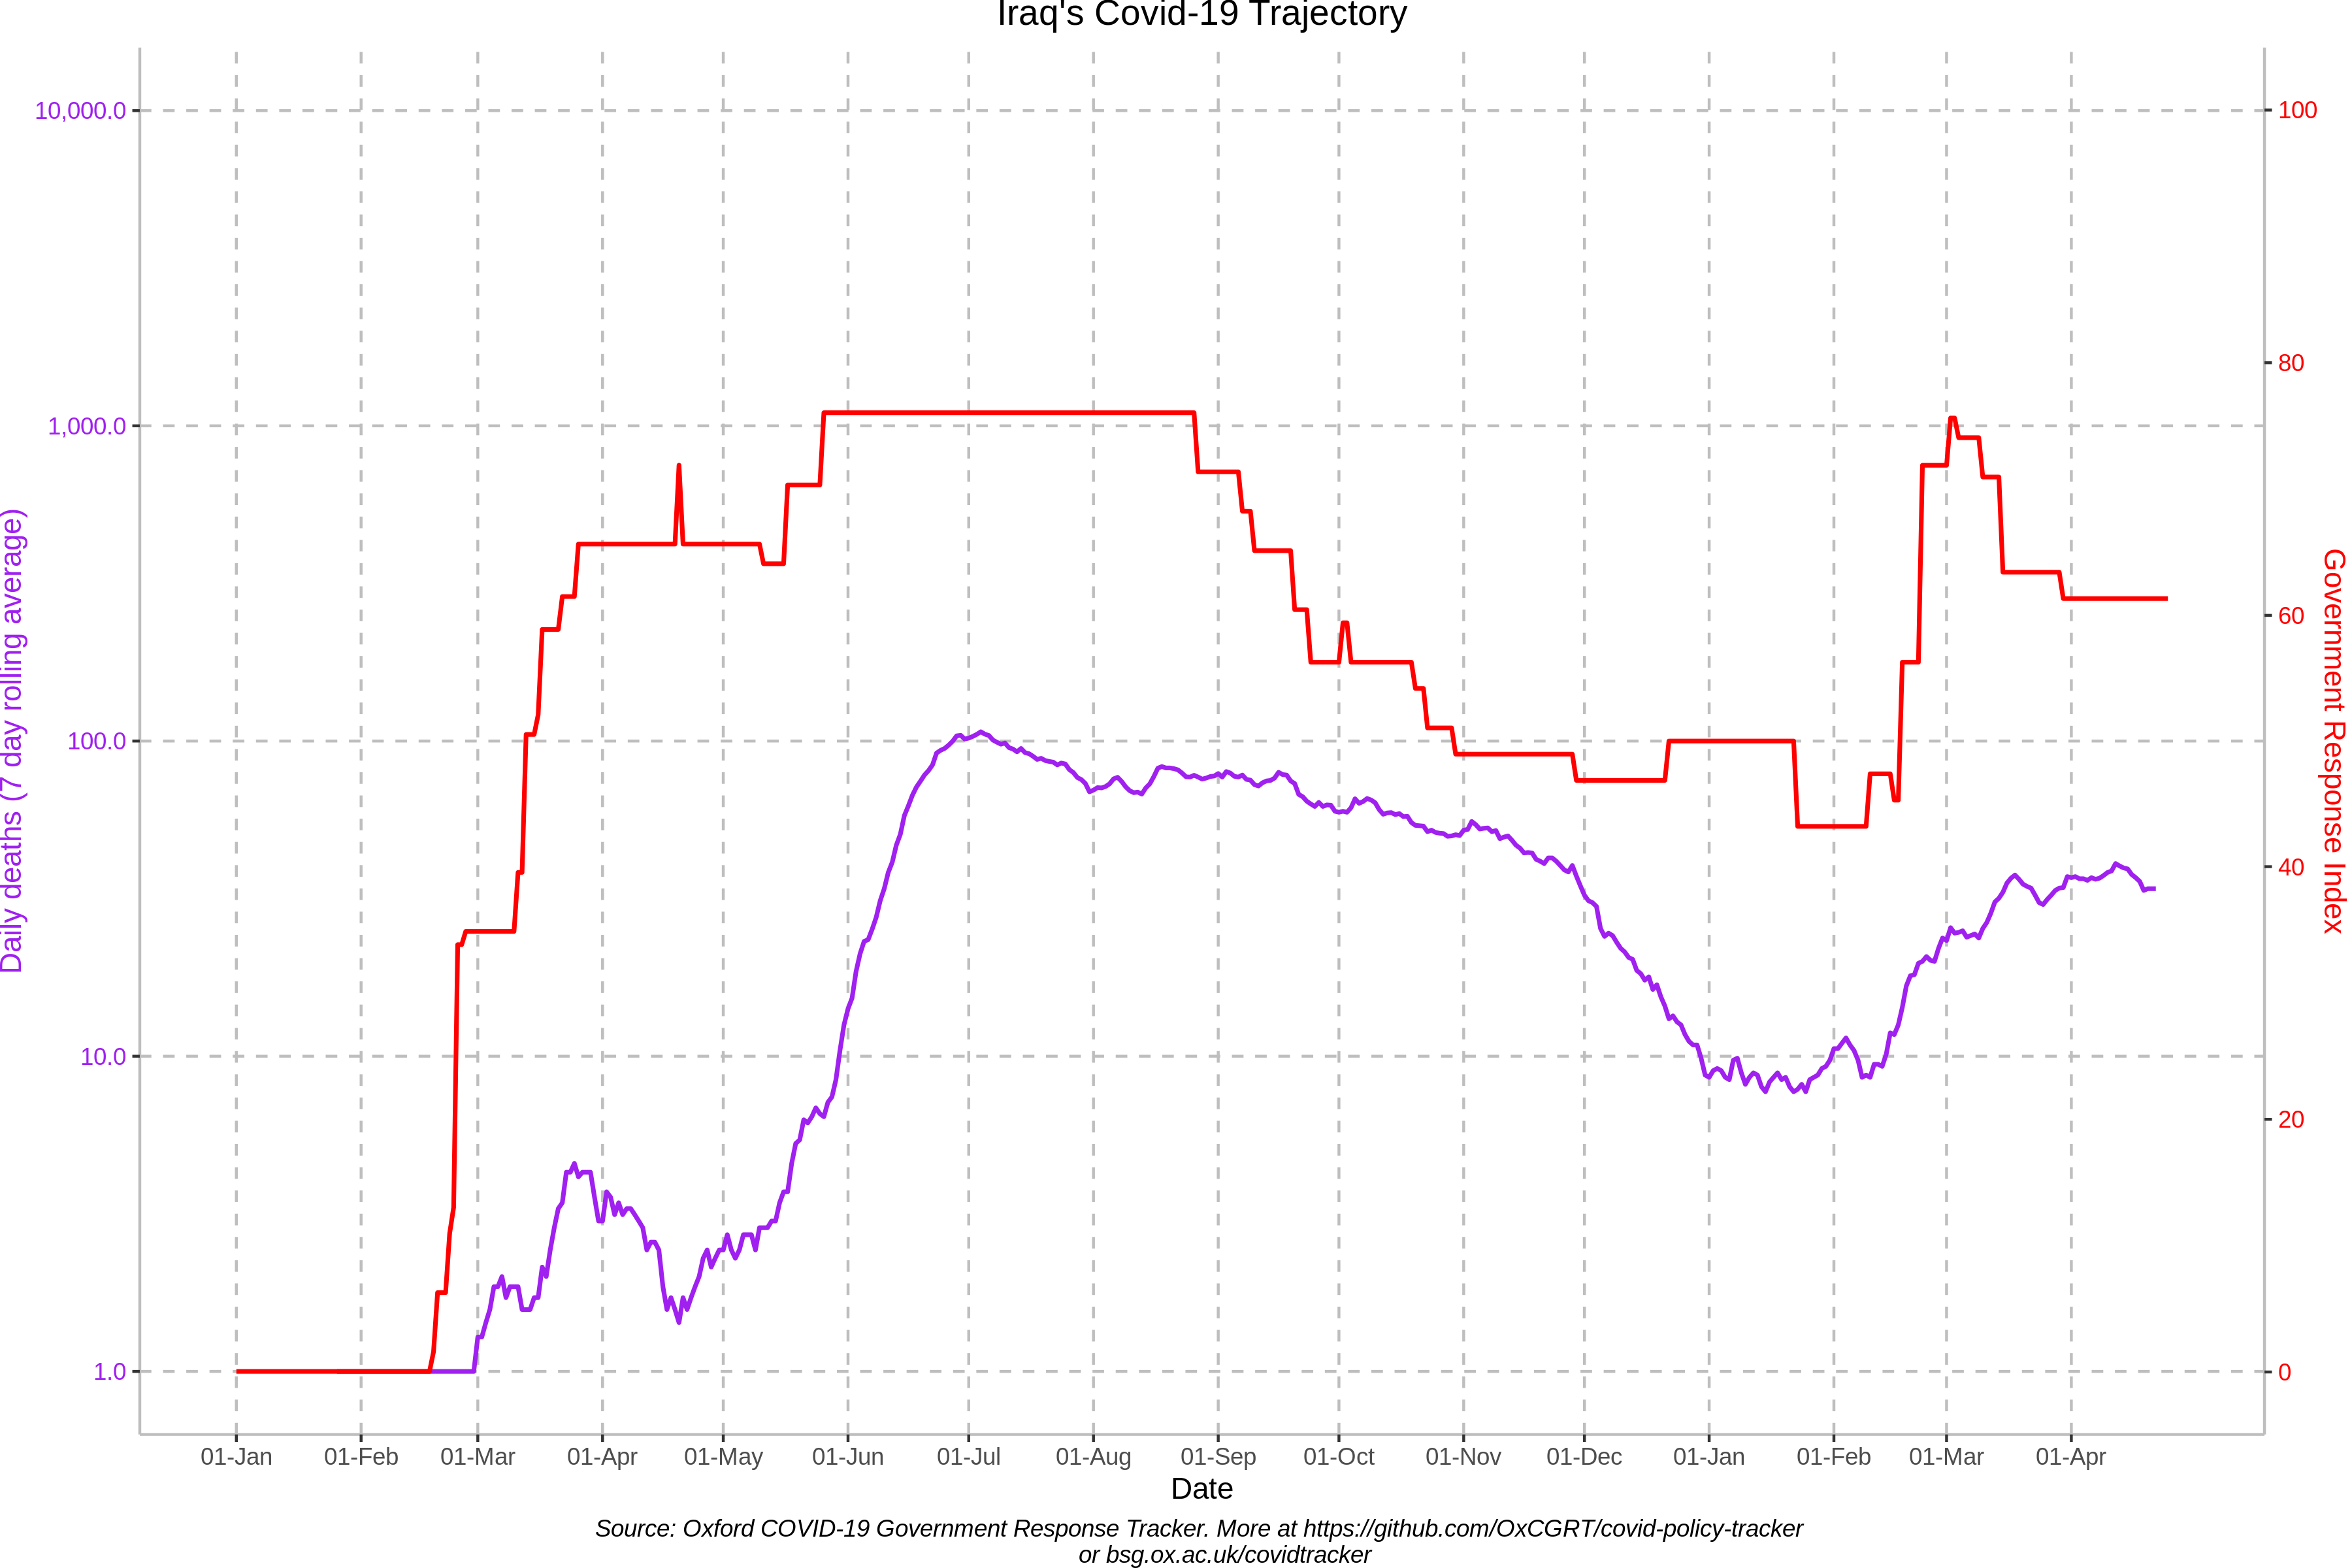 Iraq's Covid-19 Trajectory
10,000.0
1,000.0
100.0
10.0
1.0
Daily deaths (7 day rolling average)
100
80
60
40
20
0
Government Response Index
01-Jan 01-Feb 01-Mar 01-Apr 01-May 01-Jun 01-Jul 01-Aug 01-Sep 01-Oct 01-Nov 01-Dec 01-Jan 01-Feb 01-Mar 01-Apr
Date
Source: Oxford COVID-19 Government Response Tracker. More at https://github.com/OxCGRT/covid-policy-tracker
or bsg.ox.ac.uk/covidtracker